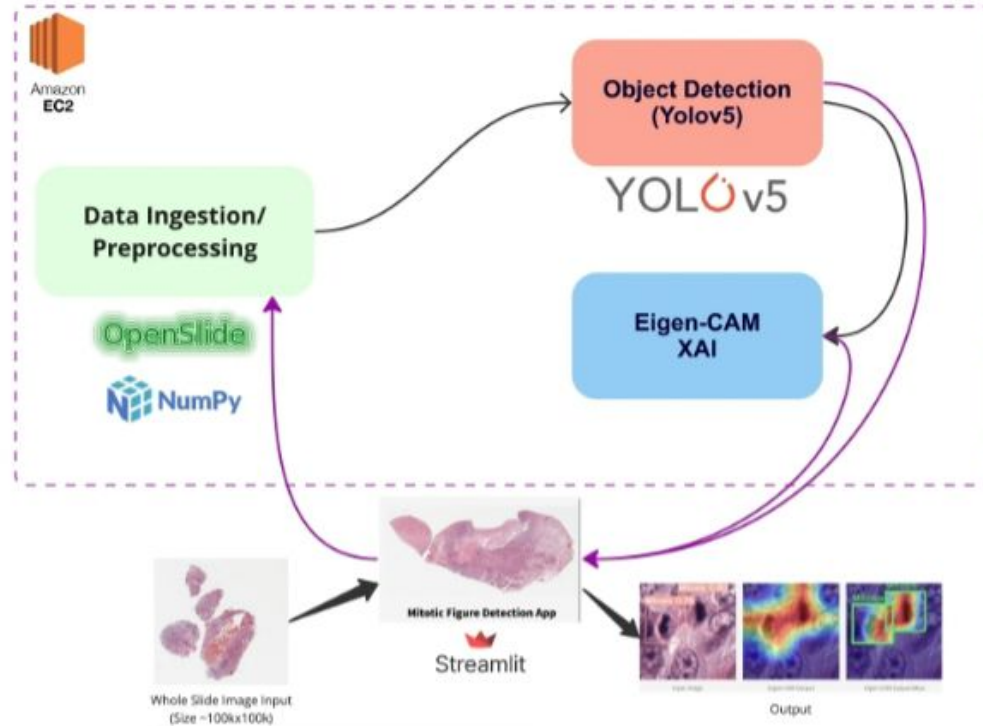 Amazon
EC2
Object Detection
(Yolov5)
YOLOv5
Data Ingestion/
Preprocessing
OpenSlide
NumPy
Eigen-CAM
XAI
Mitotic Figure Detection App
Streamlit
Whole Slide Image Input
(Size ~100kx100k)
Output